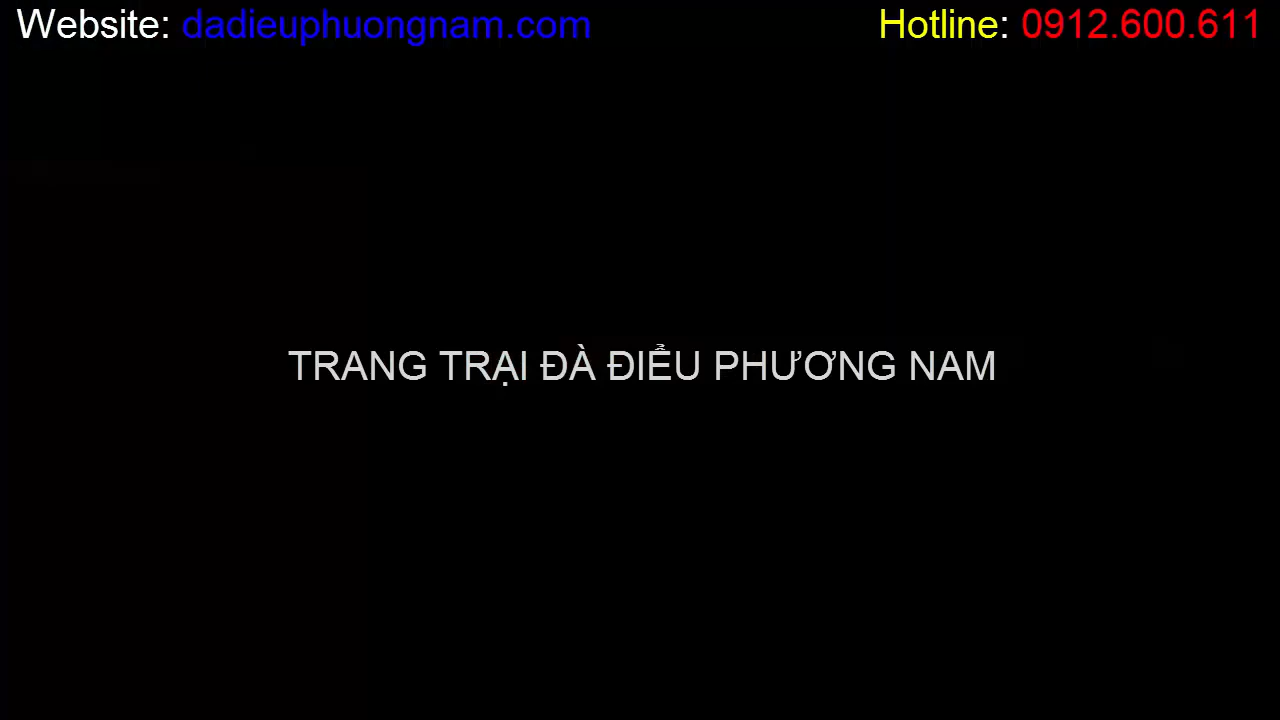 Website: dadieuphuongnam.com Hotline: 0912.600.611
TRANG TRẠI ĐÀ ĐIỂU PHƯƠNG NAM